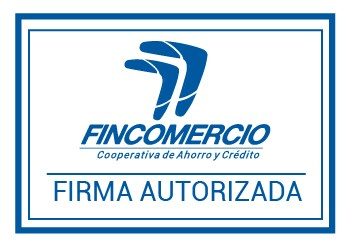 FINCOMERCIO
Cooperativa de Ahorro y Crédito
FIRMA AUTORIZADA